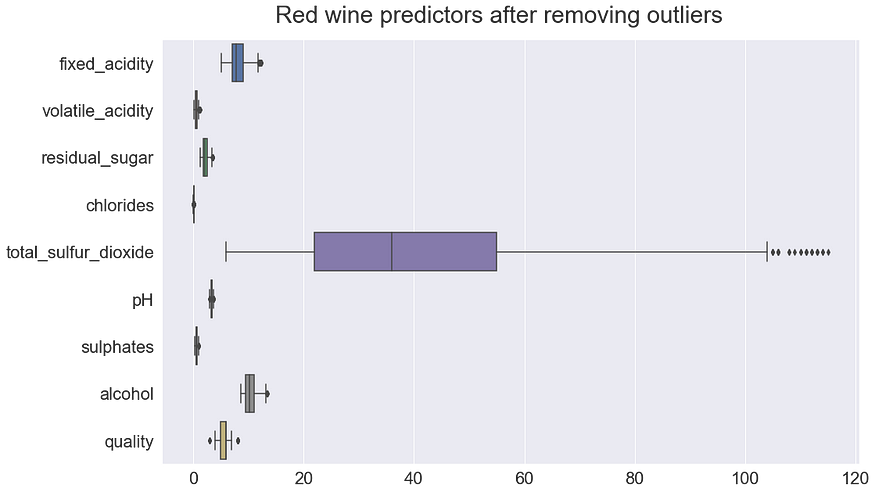 Red wine predictors after removing outliers
fixed_acidity
volatile_acidity
residual_sugar
chlorides
total_sulfur_dioxide
pH
sulphates
alcohol
quality
0 20 40 60 80 100 120